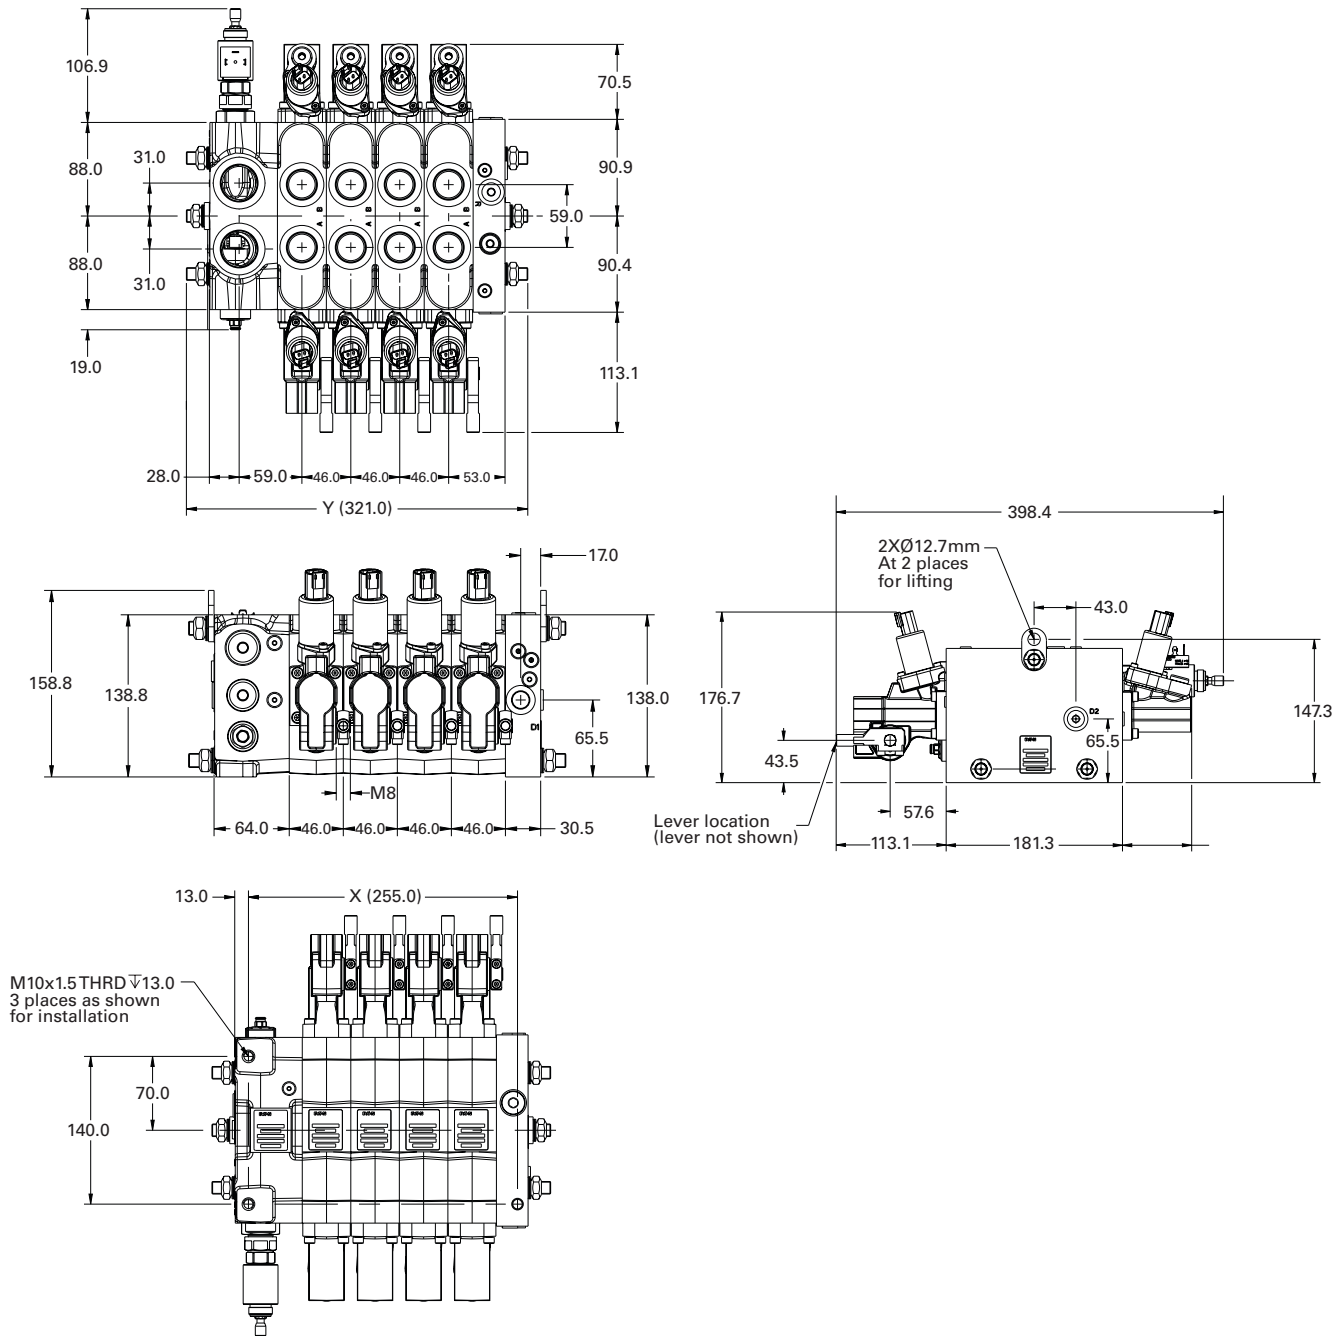 106.9
88.0
31.0
88.0
31.0
19.0
70.5
90.9
59.0
90.4
113.1
B
A
B
A
B
A
B
A
R
28.0
59.0
46.0
46.0
46.0
53.0
Y (321.0)
17.0
158.8
138.8
138.0
65.5
D1
M8
64.0
46.0
46.0
46.0
46.0
30.5
398.4
2XØ12.7mm
At 2 places
for lifting
43.0
176.7
147.3
D2
65.5
43.5
57.6
Lever location
(lever not shown)
113.1
181.3
13.0
X (255.0)
M10x1.5 THRD ↧13.0
3 places as shown
for installation
70.0
140.0